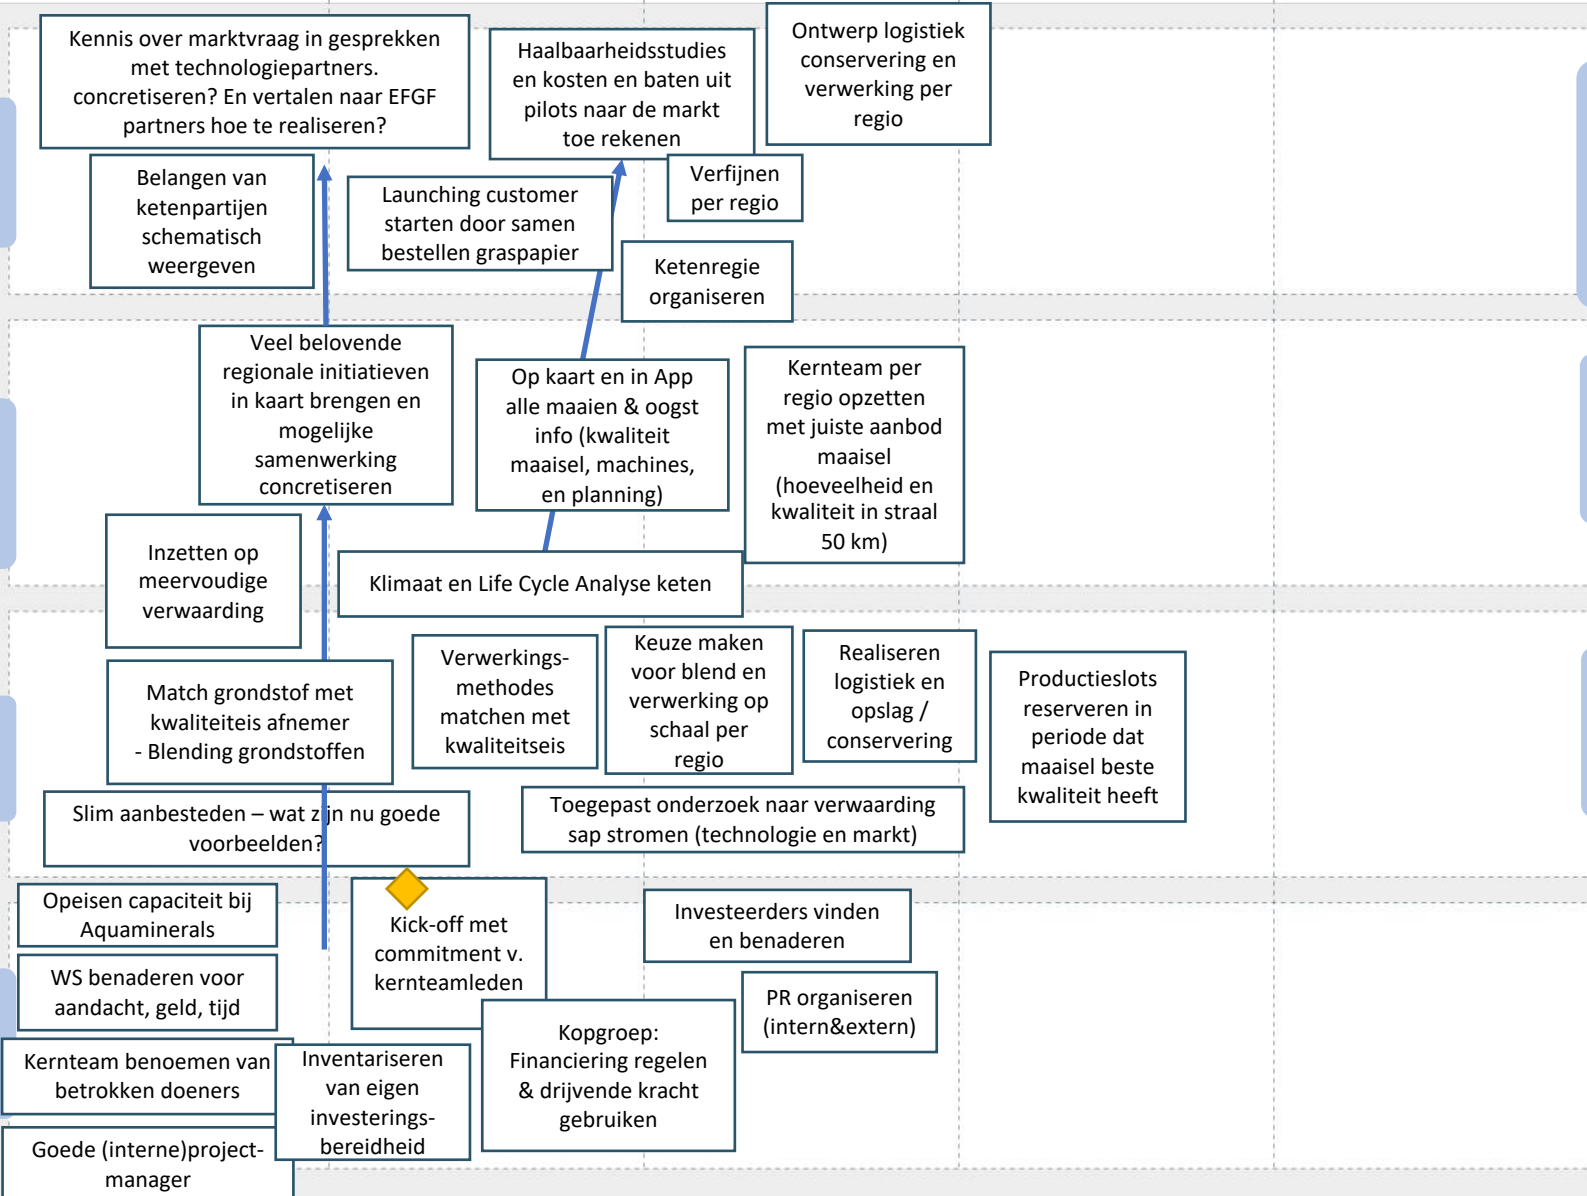 Kennis over marktvraag in gesprekken
met technologiepartners.
concretiseren? En vertalen naar EFGF
partners hoe te realiseren?
Haalbaarheidsstudies
en kosten en baten uit
pilots naar de markt
toe rekenen
Ontwerp logistiek
conservering en
verwerking per
regio
Belangen van
ketenpartijen
schematisch
weergeven
Launching customer
starten door samen
bestellen graspapier
Verfijnen
per regio
Ketenregie
organiseren
Veel belovende
regionale initiatieven
in kaart brengen en
mogelijke
samenwerking
concretiseren
Op kaart en in App
alle maaien & oogst
info (kwaliteit
maaisel, machines,
en planning)
Kernteam per
regio opzetten
met juiste aanbod
maaisel
(hoeveelheid en
kwaliteit in straal
50 km)
Inzetten op
meervoudige
verwaarding
Klimaat en Life Cycle Analyse keten
Match grondstof met
kwaliteiteis afnemer
- Blending grondstoffen
Verwerkings-
methodes
matchen met
kwaliteitseis
Keuze maken
voor blend en
verwerking op
schaal per
regio
Realiseren
logistiek en
opslag /
conservering
Productieslots
reserveren in
periode dat
maaisel beste
kwaliteit heeft
Slim aanbesteden – wat zijn nu goede
voorbeelden?
Toegepast onderzoek naar verwaarding
sap stromen (technologie en markt)
Opeisen capaciteit bij
Aquaminerals
Kick-off met
commitment v.
kernteamleden
Investeerders vinden
en benaderen
WS benaderen voor
aandacht, geld, tijd
PR organiseren
(intern&extern)
Kernteam benoemen van
betrokken doeners
Inventariseren
van eigen
investerings-
bereidheid
Kopgroep:
Financiering regelen
& drijvende kracht
gebruiken
Goede (interne)project-
manager